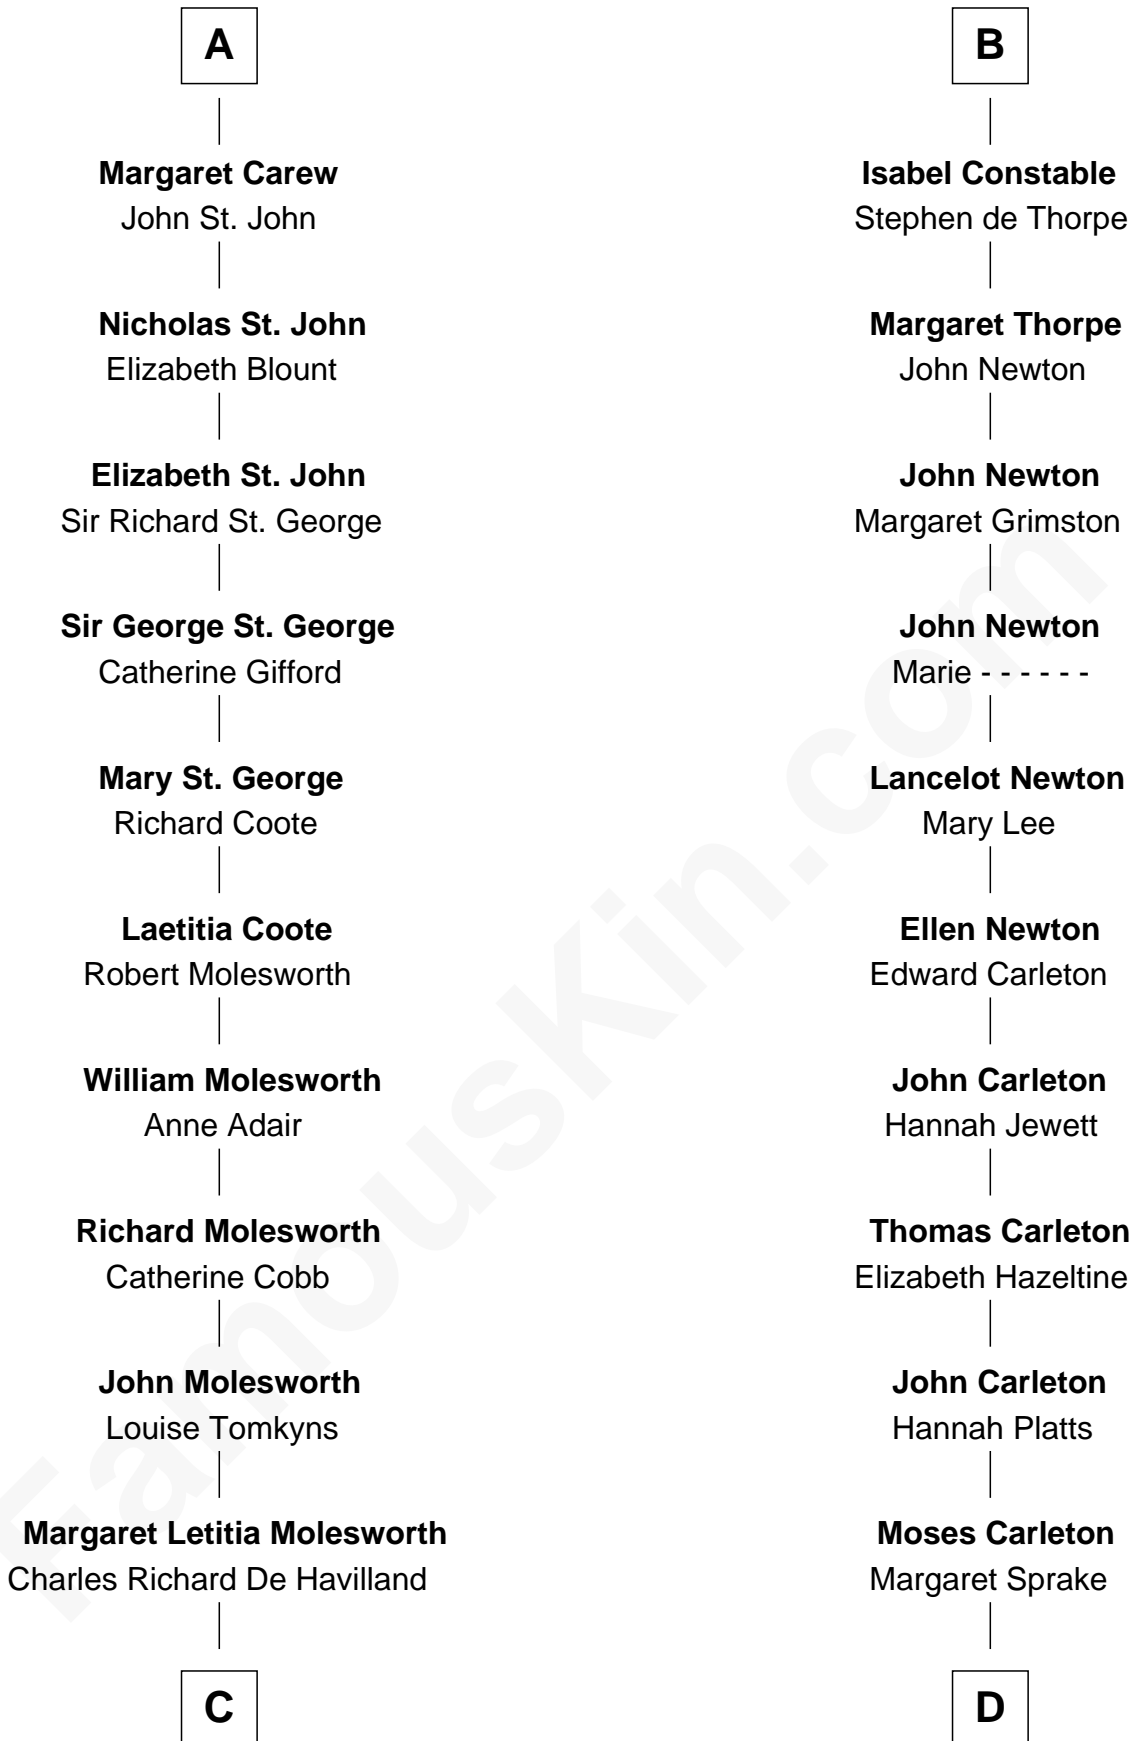 A
Margaret Carew
John St. John
Nicholas St. John
Elizabeth Blount
Elizabeth St. John
Sir Richard St. George
Sir George St. George
Catherine Gifford
Mary St. George
Richard Coote
Laetitia Coote
Robert Molesworth
William Molesworth
Anne Adair
Richard Molesworth
Catherine Cobb
John Molesworth
Louise Tomkyns
Margaret Letitia Molesworth
Charles Richard De Havilland
C
B
Isabel Constable
Stephen de Thorpe
Margaret Thorpe
John Newton
John Newton
Margaret Grimston
John Newton
Marie - - - - - -
Lancelot Newton
Mary Lee
Ellen Newton
Edward Carleton
John Carleton
Hannah Jewett
Thomas Carleton
Elizabeth Hazeltine
John Carleton
Hannah Platts
Moses Carleton
Margaret Sprake
D
FamousKin.com